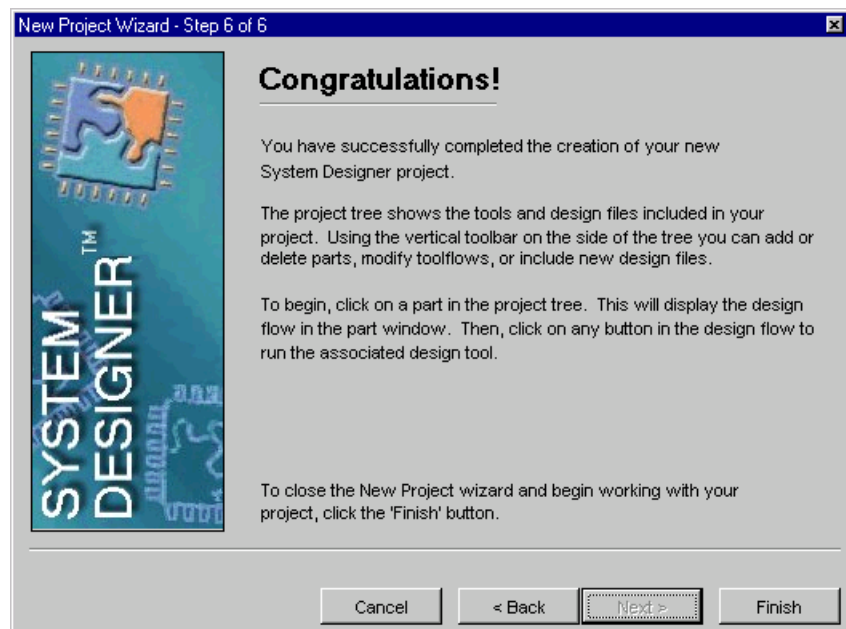 New Project Wizard - Step 6 of 6
SYSTEM
DESIGNER™
Congratulations!
You have successfully completed the creation of your new
System Designer project.
The project tree shows the tools and design files included in your
project. Using the vertical toolbar on the side of the tree you can add or
delete parts, modify toolflows, or include new design files.
To begin, click on a part in the project tree. This will display the design
flow in the part window. Then, click on any button in the design flow to
run the associated design tool.
To close the New Project wizard and begin working with your
project, click the 'Finish' button.
Cancel
< Back
Next >
Finish